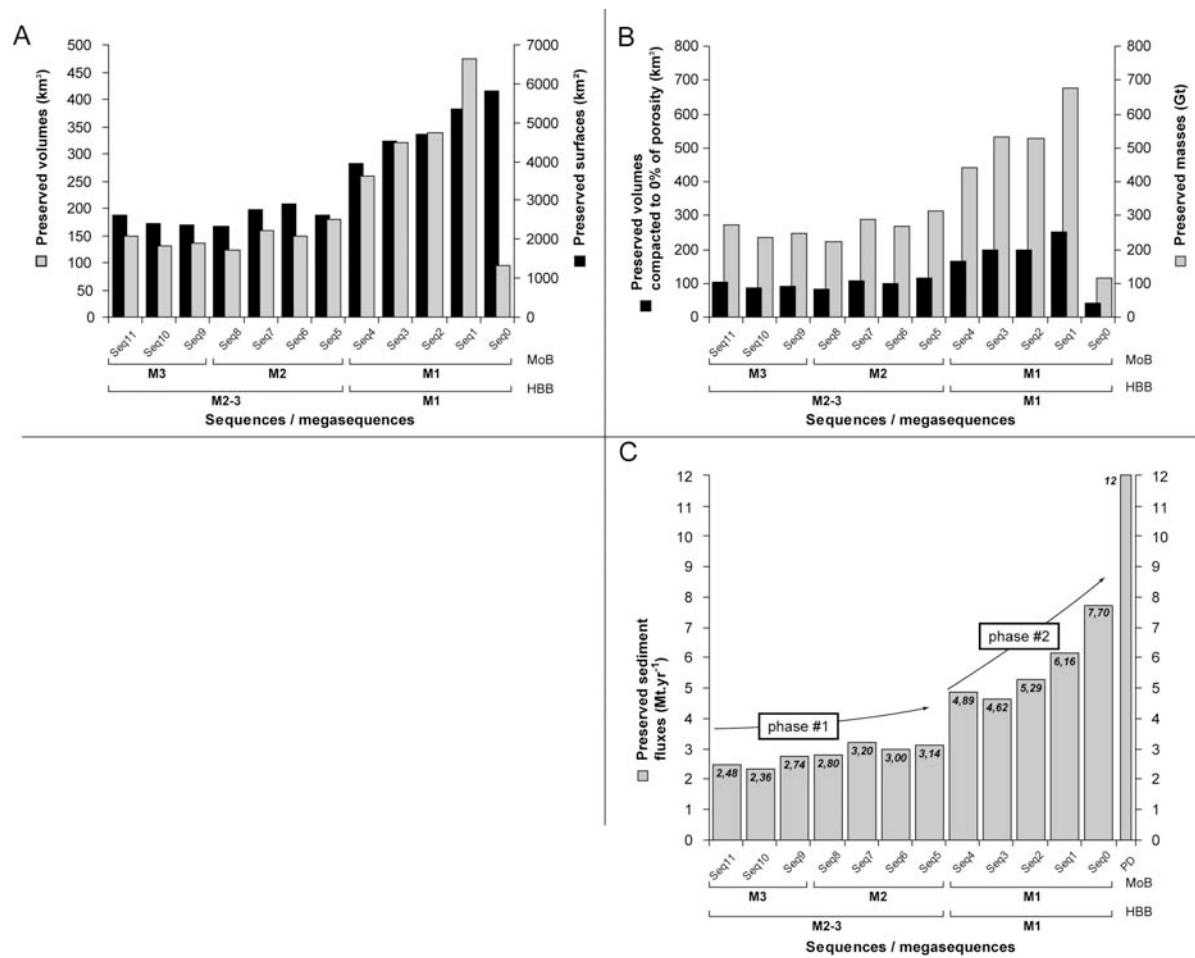 A
Preserved volumes (km³)
500
450
400
350
300
250
200
150
100
50
0
7000
6000
5000
4000
3000
2000
1000
0
Preserved surfaces (km²)
Seq11 Seq10 Seq9 Seq8 Seq7 Seq6 Seq5 Seq4 Seq3 Seq2 Seq1 Seq0
MoB
M3 M2 M1
HBB
M2-3 M1
Sequences / megasequences
B
Preserved volumes
compacted to 0% of porosity (km³)
800
700
600
500
400
300
200
100
0
800
700
600
500
400
300
200
100
0
Preserved masses (Gt)
Seq11 Seq10 Seq9 Seq8 Seq7 Seq6 Seq5 Seq4 Seq3 Seq2 Seq1 Seq0
MoB
M3 M2 M1
HBB
M2-3 M1
Sequences / megasequences
C
Preserved sediment
fluxes (Mt.yr⁻¹)
12
11
10
9
8
7
6
5
4
3
2
1
0
12
11
10
9
8
7
6
5
4
3
2
1
0
phase #1
phase #2
2,48 2,36 2,74 2,80 3,20 3,00 3,14 4,89 4,62 5,29 6,16 7,70 12
Seq11 Seq10 Seq9 Seq8 Seq7 Seq6 Seq5 Seq4 Seq3 Seq2 Seq1 Seq0 PD
MoB
M3 M2 M1
HBB
M2-3 M1
Sequences / megasequences